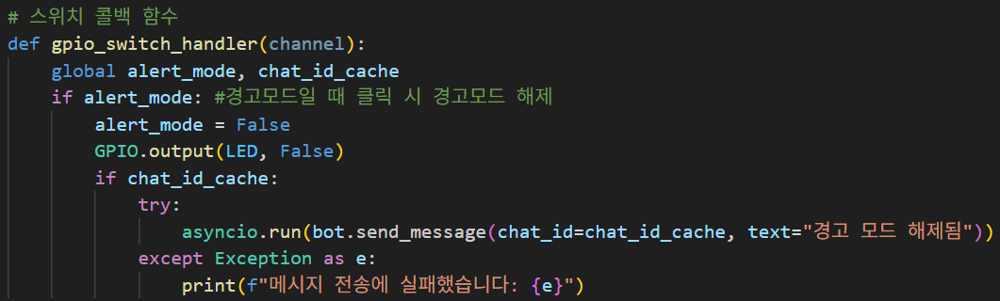 # 스위치 콜백 함수
def gpio_switch_handler(channel):
    global alert_mode, chat_id_cache
    if alert_mode: #경고모드일 때 클릭 시 경고모드 해제
        alert_mode = False
        GPIO.output(LED, False)
        if chat_id_cache:
            try:
                asyncio.run(bot.send_message(chat_id=chat_id_cache, text="경고 모드 해제됨"))
            except Exception as e:
                print(f"메시지 전송에 실패했습니다: {e}")